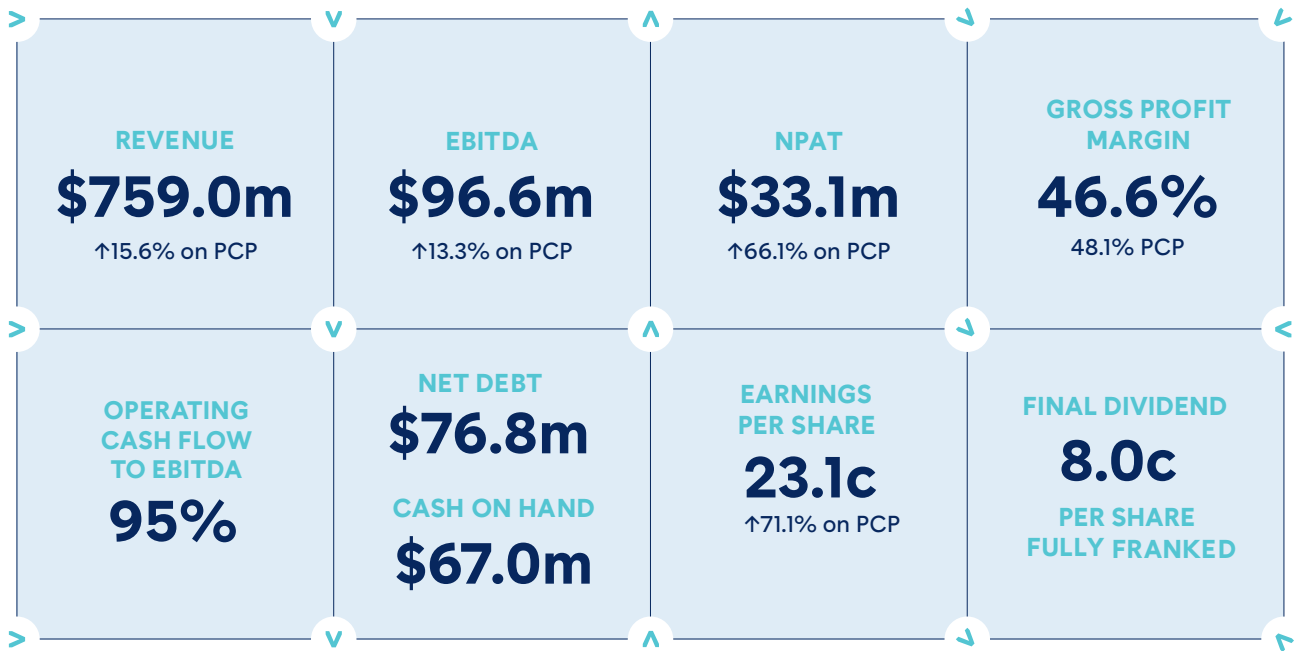 REVENUE
$759.0m
↑15.6% on PCP
EBITDA
$96.6m
↑13.3% on PCP
NPAT
$33.1m
↑66.1% on PCP
GROSS PROFIT
MARGIN
46.6%
48.1% PCP
OPERATING
CASH FLOW
TO EBITDA
95%
NET DEBT
$76.8m
CASH ON HAND
$67.0m
EARNINGS
PER SHARE
23.1c
↑71.1% on PCP
FINAL DIVIDEND
8.0c
PER SHARE
FULLY FRANKED